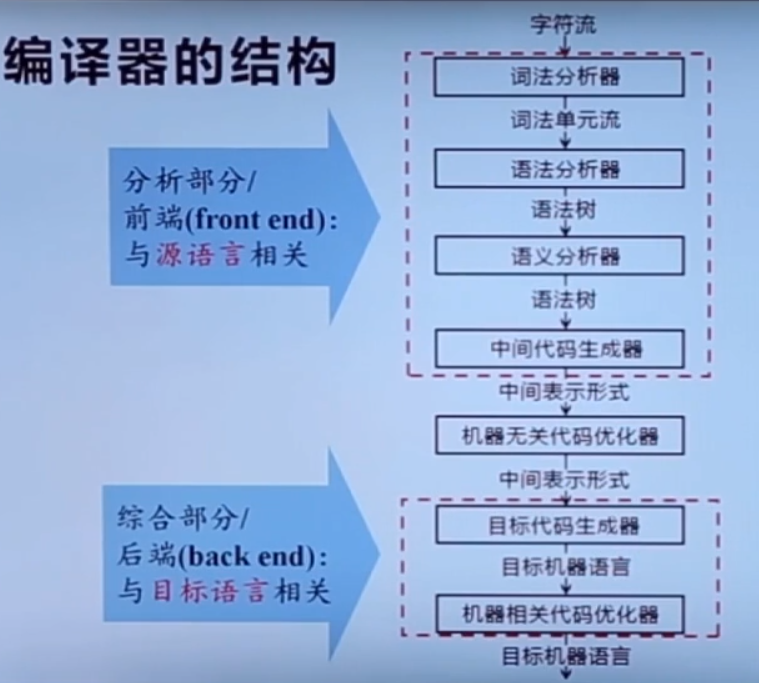 编译器的结构
分析部分/
前端(front end):
与源语言相关
综合部分/
后端(back end):
与目标语言相关
字符流
词法分析器
词法单元流
语法分析器
语法树
语义分析器
语法树
中间代码生成器
中间表示形式
机器无关代码优化器
中间表示形式
目标代码生成器
目标机器语言
机器相关代码优化器
目标机器语言